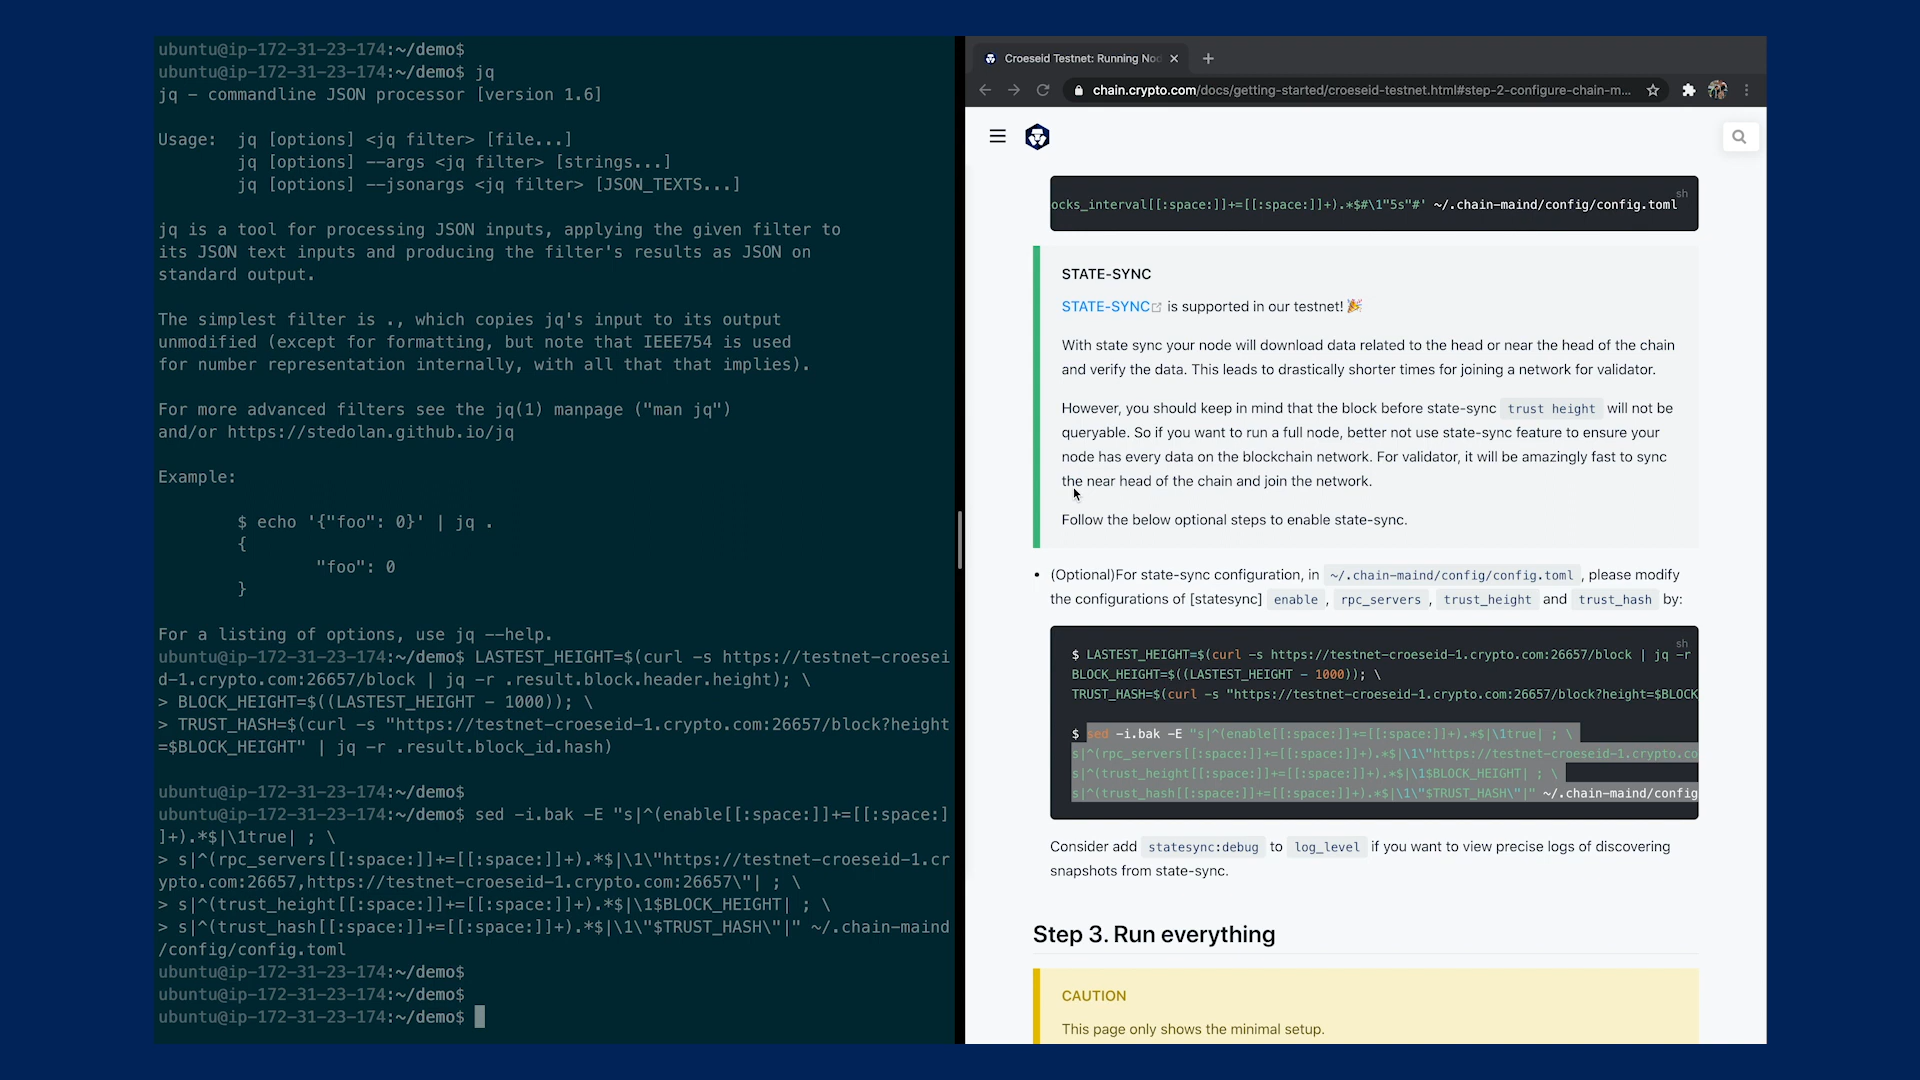 ubuntu@ip-172-31-23-174:~/demo$
ubuntu@ip-172-31-23-174:~/demo$ jq
jq - commandline JSON processor [version 1.6]
Usage:  jq [options] <jq filter> [file...]
jq [options] --args <jq filter> [strings...]
jq [options] --jsonargs <jq filter> [JSON_TEXTS...]
jq is a tool for processing JSON inputs, applying the given filter to
its JSON text inputs and producing the filter's results as JSON on
standard output.
The simplest filter is ., which copies jq's input to its output
unmodified (except for formatting, but note that IEEE754 is used
for number representation internally, with all that that implies).
For more advanced filters see the jq(1) manpage ("man jq")
and/or https://stedolan.github.io/jq
Example:
$ echo '{"foo": 0}' | jq .
{
"foo": 0
}
For a listing of options, use jq --help.
ubuntu@ip-172-31-23-174:~/demo$ LASTEST_HEIGHT=$(curl -s https://testnet-croesei
d-1.crypto.com:26657/block | jq -r .result.block.header.height); \
> BLOCK_HEIGHT=$((LASTEST_HEIGHT - 1000)); \
> TRUST_HASH=$(curl -s "https://testnet-croeseid-1.crypto.com:26657/block?height
=$BLOCK_HEIGHT" | jq -r .result.block_id.hash)
ubuntu@ip-172-31-23-174:~/demo$
ubuntu@ip-172-31-23-174:~/demo$ sed -i.bak -E "s|^(enable[[:space:]]+=[[:space:]
]+).*$|\1true| ; \
> s|^(rpc_servers[[:space:]]+=[[:space:]]+).*$|\1\"https://testnet-croeseid-1.cr
ypto.com:26657,https://testnet-croeseid-1.crypto.com:26657\"| ; \
> s|^(trust_height[[:space:]]+=[[:space:]]+).*$|\1$BLOCK_HEIGHT| ; \
> s|^(trust_hash[[:space:]]+=[[:space:]]+).*$|\1\"$TRUST_HASH\"|" ~/.chain-maind
/config/config.toml
ubuntu@ip-172-31-23-174:~/demo$
ubuntu@ip-172-31-23-174:~/demo$
ubuntu@ip-172-31-23-174:~/demo$
Croeseid Testnet: Running No
chain.crypto.com/docs/getting-started/croeseid-testnet.html#step-2-configure-chain-m...
sh
ocks_interval[[:space:]]+=[[:space:]]+).*$#\1"5s"#' ~/.chain-maind/config/config.toml
STATE-SYNC
STATE-SYNC is supported in our testnet! 🎉
With state sync your node will download data related to the head or near the head of the chain
and verify the data. This leads to drastically shorter times for joining a network for validator.
However, you should keep in mind that the block before state-sync trust height will not be
queryable. So if you want to run a full node, better not use state-sync feature to ensure your
node has every data on the blockchain network. For validator, it will be amazingly fast to sync
the near head of the chain and join the network.
Follow the below optional steps to enable state-sync.
• (Optional)For state-sync configuration, in ~/.chain-maind/config/config.toml , please modify
the configurations of [statesync] enable , rpc_servers , trust_height and trust_hash by:
sh
$ LASTEST_HEIGHT=$(curl -s https://testnet-croeseid-1.crypto.com:26657/block | jq -r
BLOCK_HEIGHT=$((LASTEST_HEIGHT - 1000)); \
TRUST_HASH=$(curl -s "https://testnet-croeseid-1.crypto.com:26657/block?height=$BLOCK
$ sed -i.bak -E "s|^(enable[[:space:]]+=[[:space:]]+).*$|\1true| ; \
s|^(rpc_servers[[:space:]]+=[[:space:]]+).*$|\1\"https://testnet-croeseid-1.crypto.co
s|^(trust_height[[:space:]]+=[[:space:]]+).*$|\1$BLOCK_HEIGHT| ; \
s|^(trust_hash[[:space:]]+=[[:space:]]+).*$|\1\"$TRUST_HASH\"|" ~/.chain-maind/config
Consider add statesync:debug to log_level if you want to view precise logs of discovering
snapshots from state-sync.
Step 3. Run everything
CAUTION
This page only shows the minimal setup.